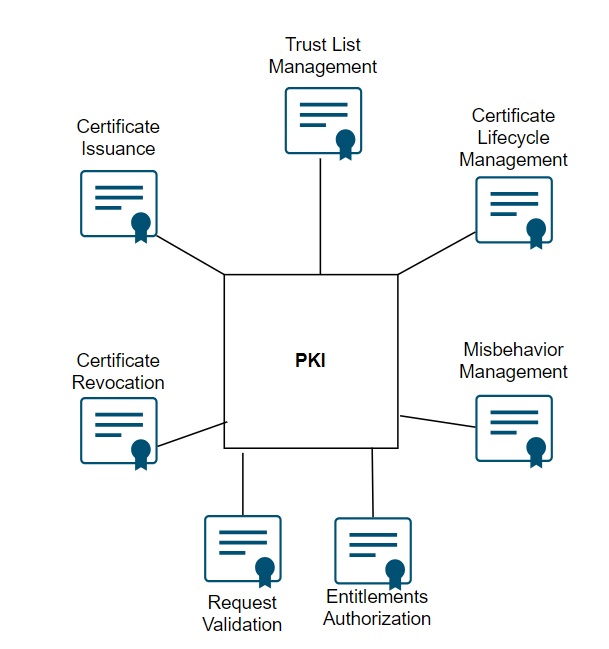 Trust List
Management
Certificate
Lifecycle
Management
Certificate
Issuance
PKI
Misbehavior
Management
Certificate
Revocation
Request
Validation
Entitlements
Authorization